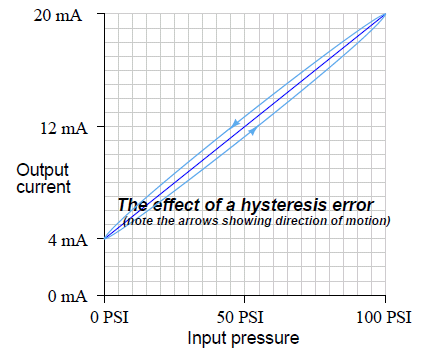 20 mA
12 mA
Output
current
The effect of a hysteresis error
(note the arrows showing direction of motion)
4 mA
0 mA
0 PSI
50 PSI
100 PSI
Input pressure